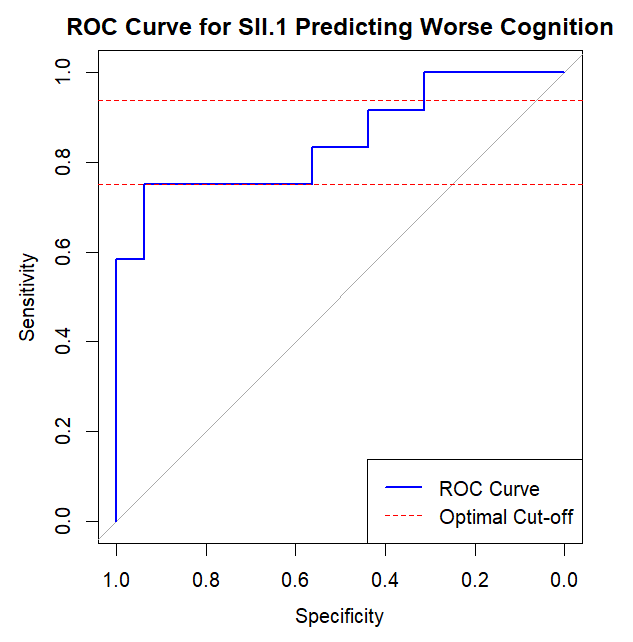 ROC Curve for SII.1 Predicting Worse Cognition
1.0
0.8
0.6
0.4
0.2
0.0
Sensitivity
ROC Curve
Optimal Cut-off
1.0 0.8 0.6 0.4 0.2 0.0
Specificity